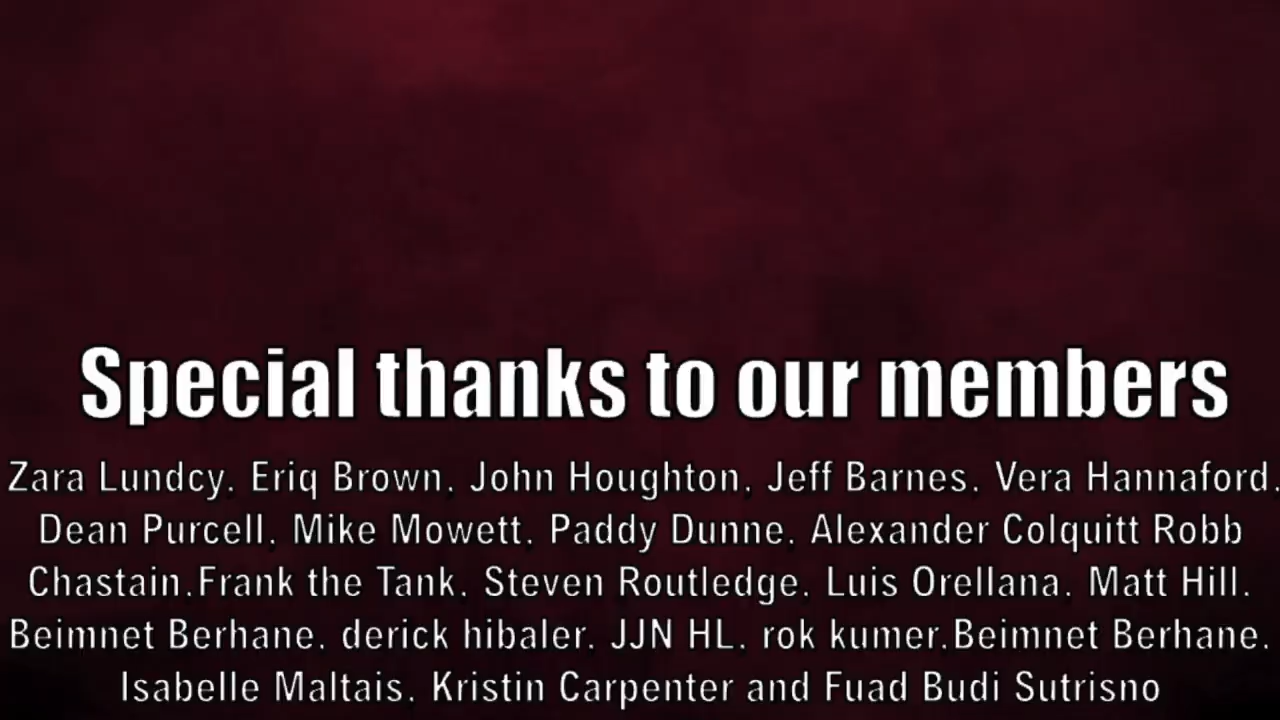 Special thanks to our members
Zara Lundcy, Eriq Brown, John Houghton, Jeff Barnes, Vera Hannaford,
Dean Purcell, Mike Mowett, Paddy Dunne, Alexander Colquitt Robb
Chastain,Frank the Tank, Steven Routledge, Luis Orellana, Matt Hill,
Beimnet Berhane, derick hibaler, JJN HL, rok kumer,Beimnet Berhane,
Isabelle Maltais, Kristin Carpenter and Fuad Budi Sutrisno